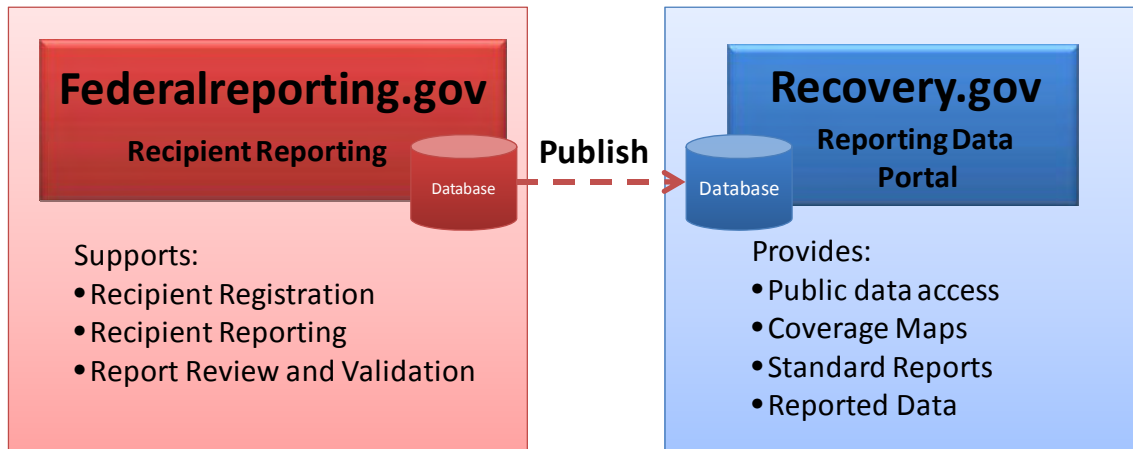 Federalreporting.gov
Recipient Reporting
Database
Supports:
•Recipient Registration
•Recipient Reporting
•Report Review and Validation
Publish
Recovery.gov
Reporting Data
Portal
Database
Provides:
•Public data access
•Coverage Maps
•Standard Reports
•Reported Data